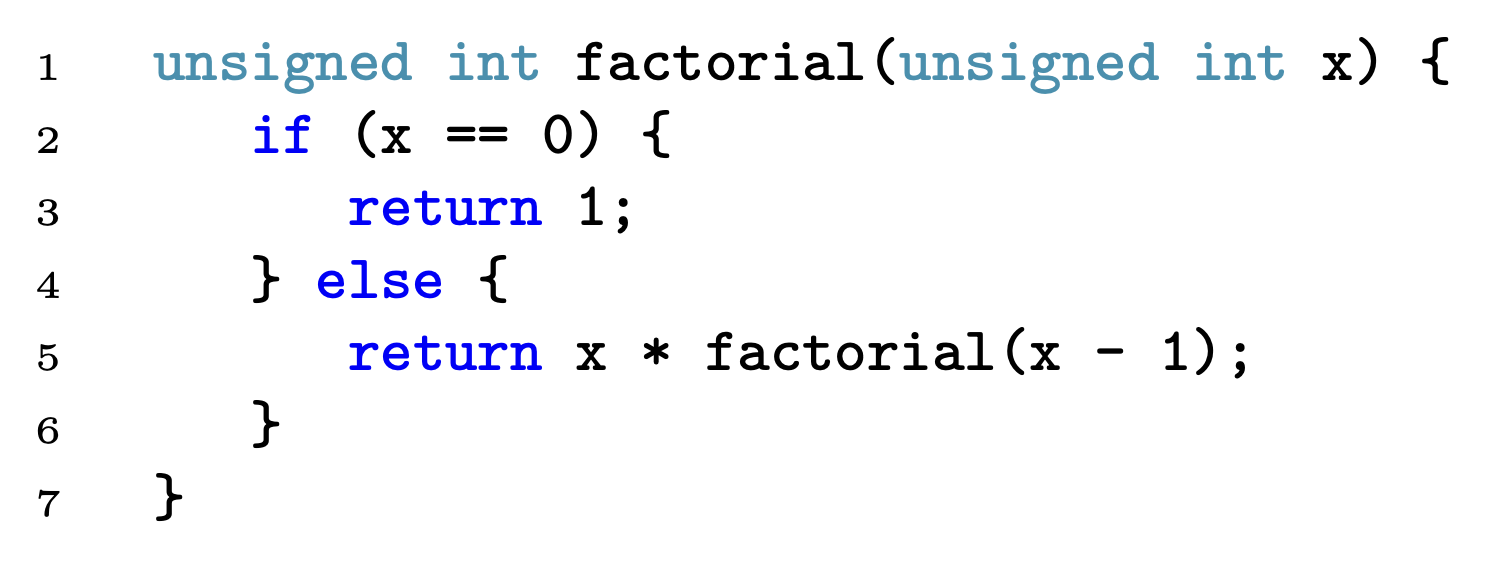 1 unsigned int factorial(unsigned int x) {
2    if (x == 0) {
3       return 1;
4    } else {
5       return x * factorial(x - 1);
6    }
7 }